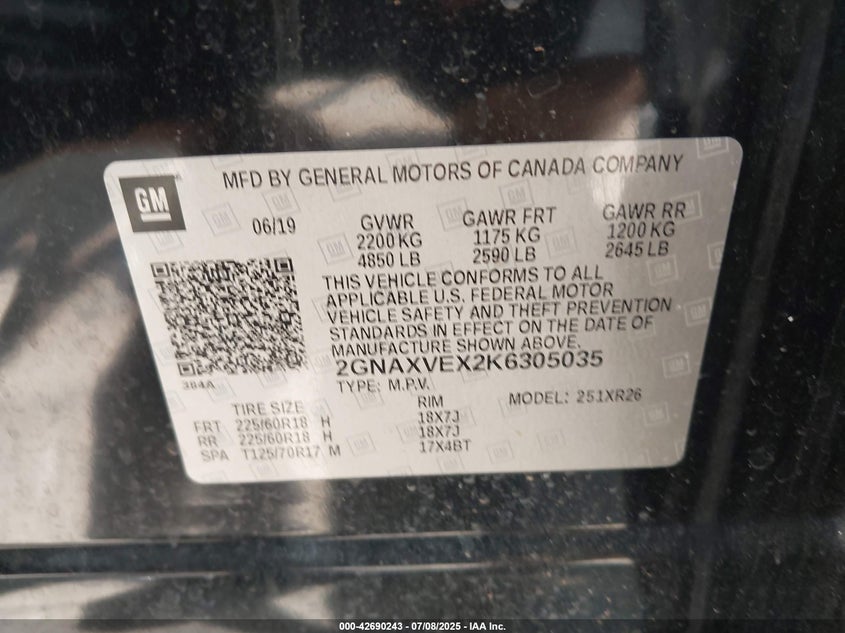 GM
MFD BY GENERAL MOTORS OF CANADA COMPANY
06/19
GVWR GAWR FRT GAWR RR
2200 KG 1175 KG 1200 KG
4850 LB 2590 LB 2645 LB
THIS VEHICLE CONFORMS TO ALL
APPLICABLE U.S. FEDERAL MOTOR
VEHICLE SAFETY AND THEFT PREVENTION
STANDARDS IN EFFECT ON THE DATE OF
MANUFACTURE SHOWN ABOVE.
2GNAXVEX2K6305035
384A
TYPE: M.P.V. MODEL: 251XR26
TIRE SIZE RIM
FRT 225/60R18 H 18X7J
RR 225/60R18 H 18X7J
SPA T125/70R17 M 17X4BT
000-42690243 - 07/08/2025 - IAA Inc.